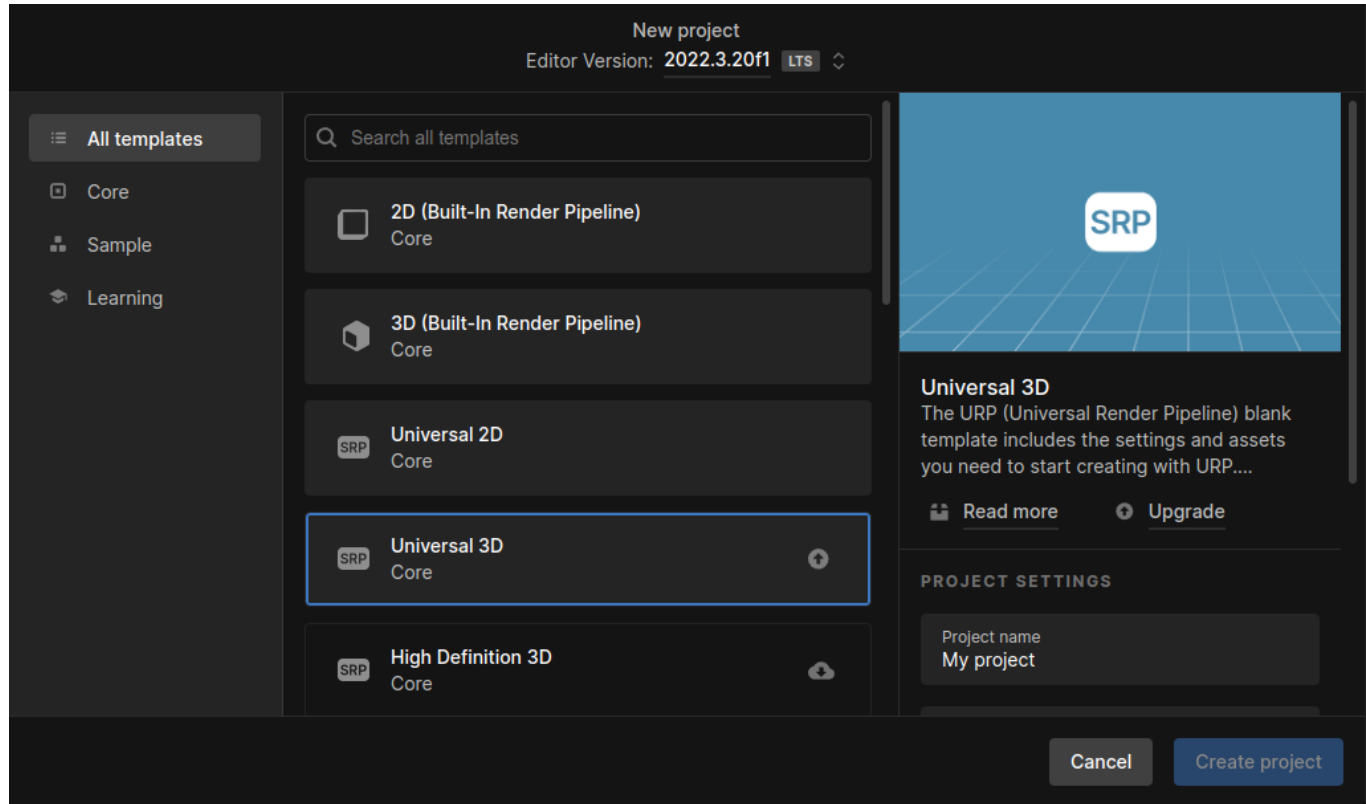 New project
Editor Version: 2022.3.20f1 LTS
All templates
Core
Sample
Learning
Search all templates
2D (Built-In Render Pipeline)
Core
3D (Built-In Render Pipeline)
Core
SRP
Universal 2D
Core
SRP
Universal 3D
Core
SRP
High Definition 3D
Core
SRP
Universal 3D
The URP (Universal Render Pipeline) blank
template includes the settings and assets
you need to start creating with URP....
Read more
Upgrade
PROJECT SETTINGS
Project name
My project
Cancel
Create project